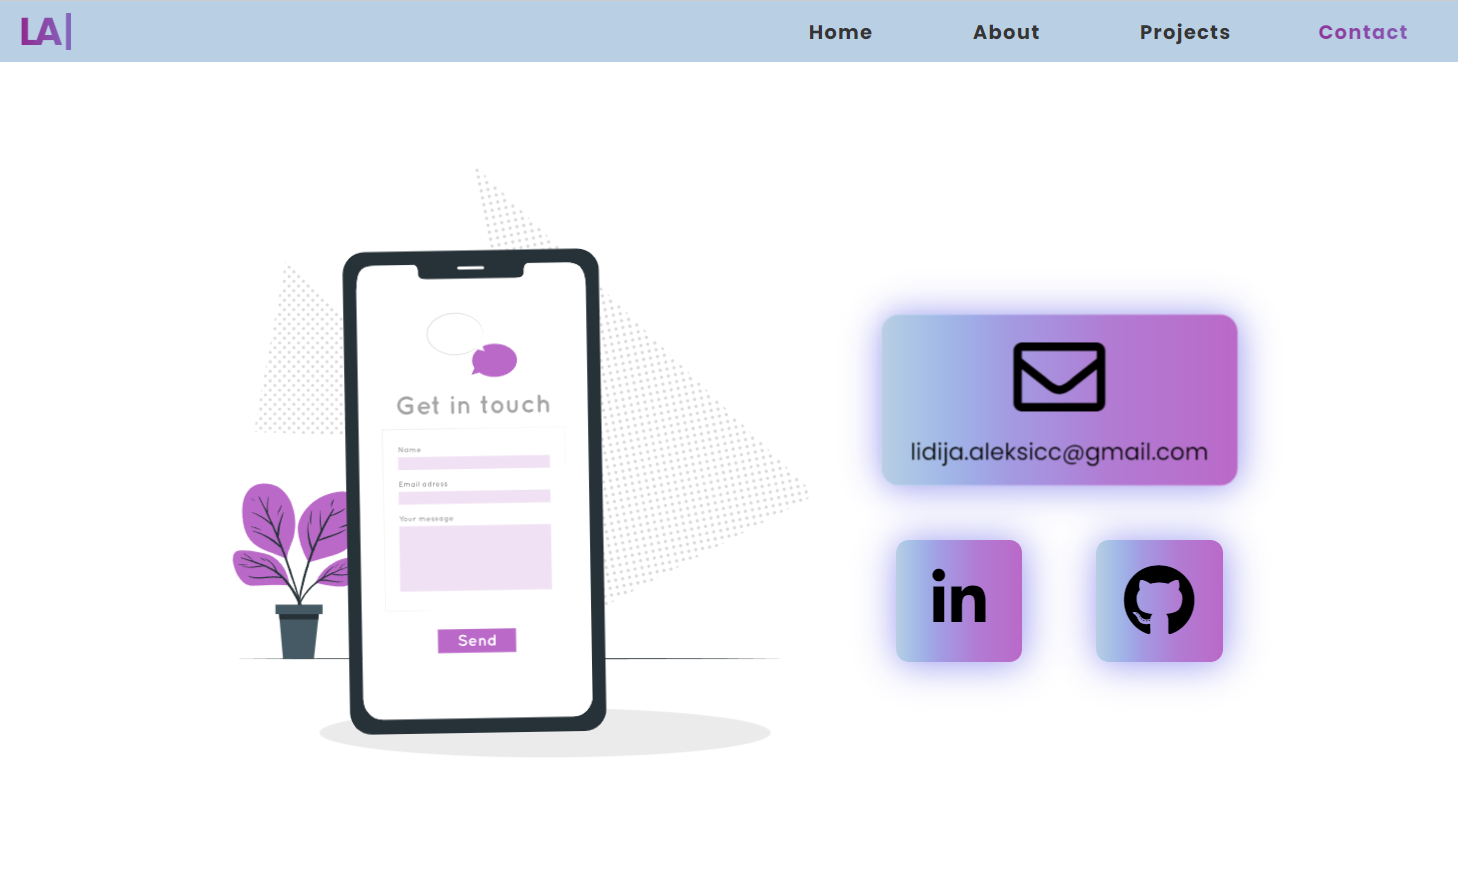 LA|
Home
About
Projects
Contact
Get in touch
Name
Email adress
Your message
Send
lidija.aleksicc@gmail.com
in